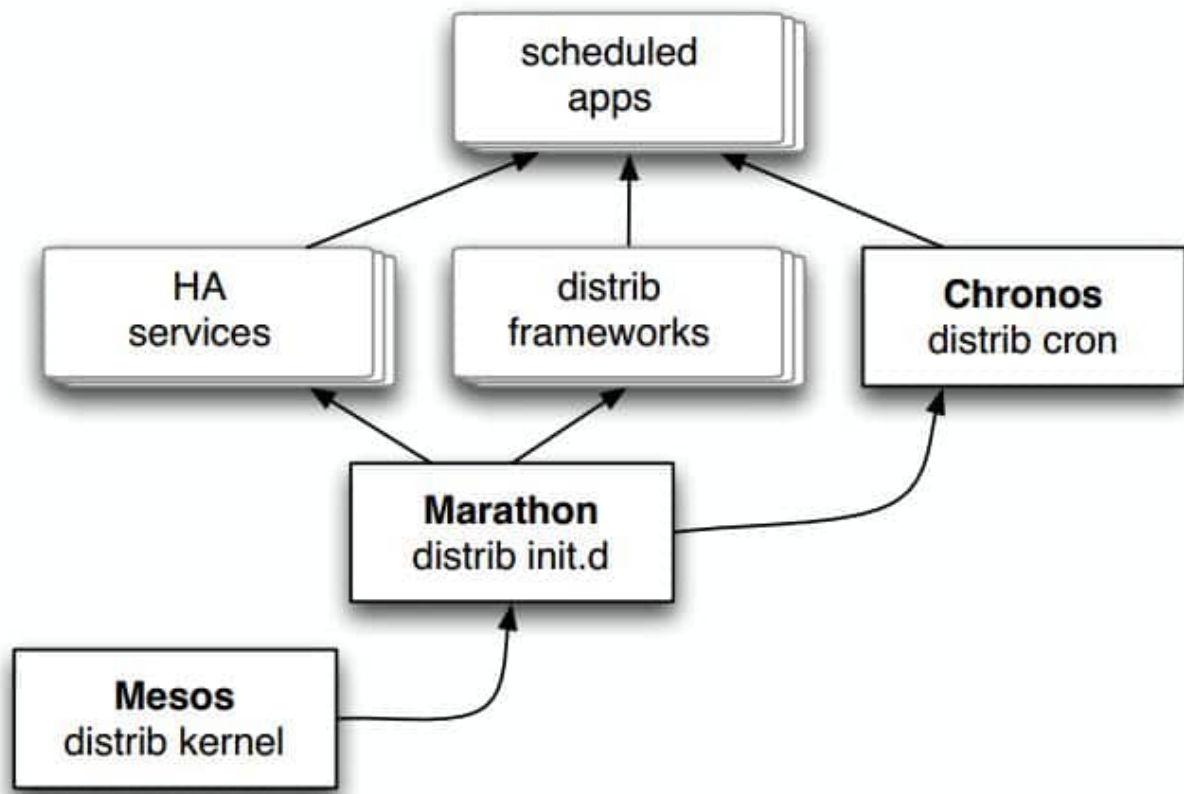 scheduled
apps
HA
services
distrib
frameworks
Chronos
distrib cron
Marathon
distrib init.d
Mesos
distrib kernel